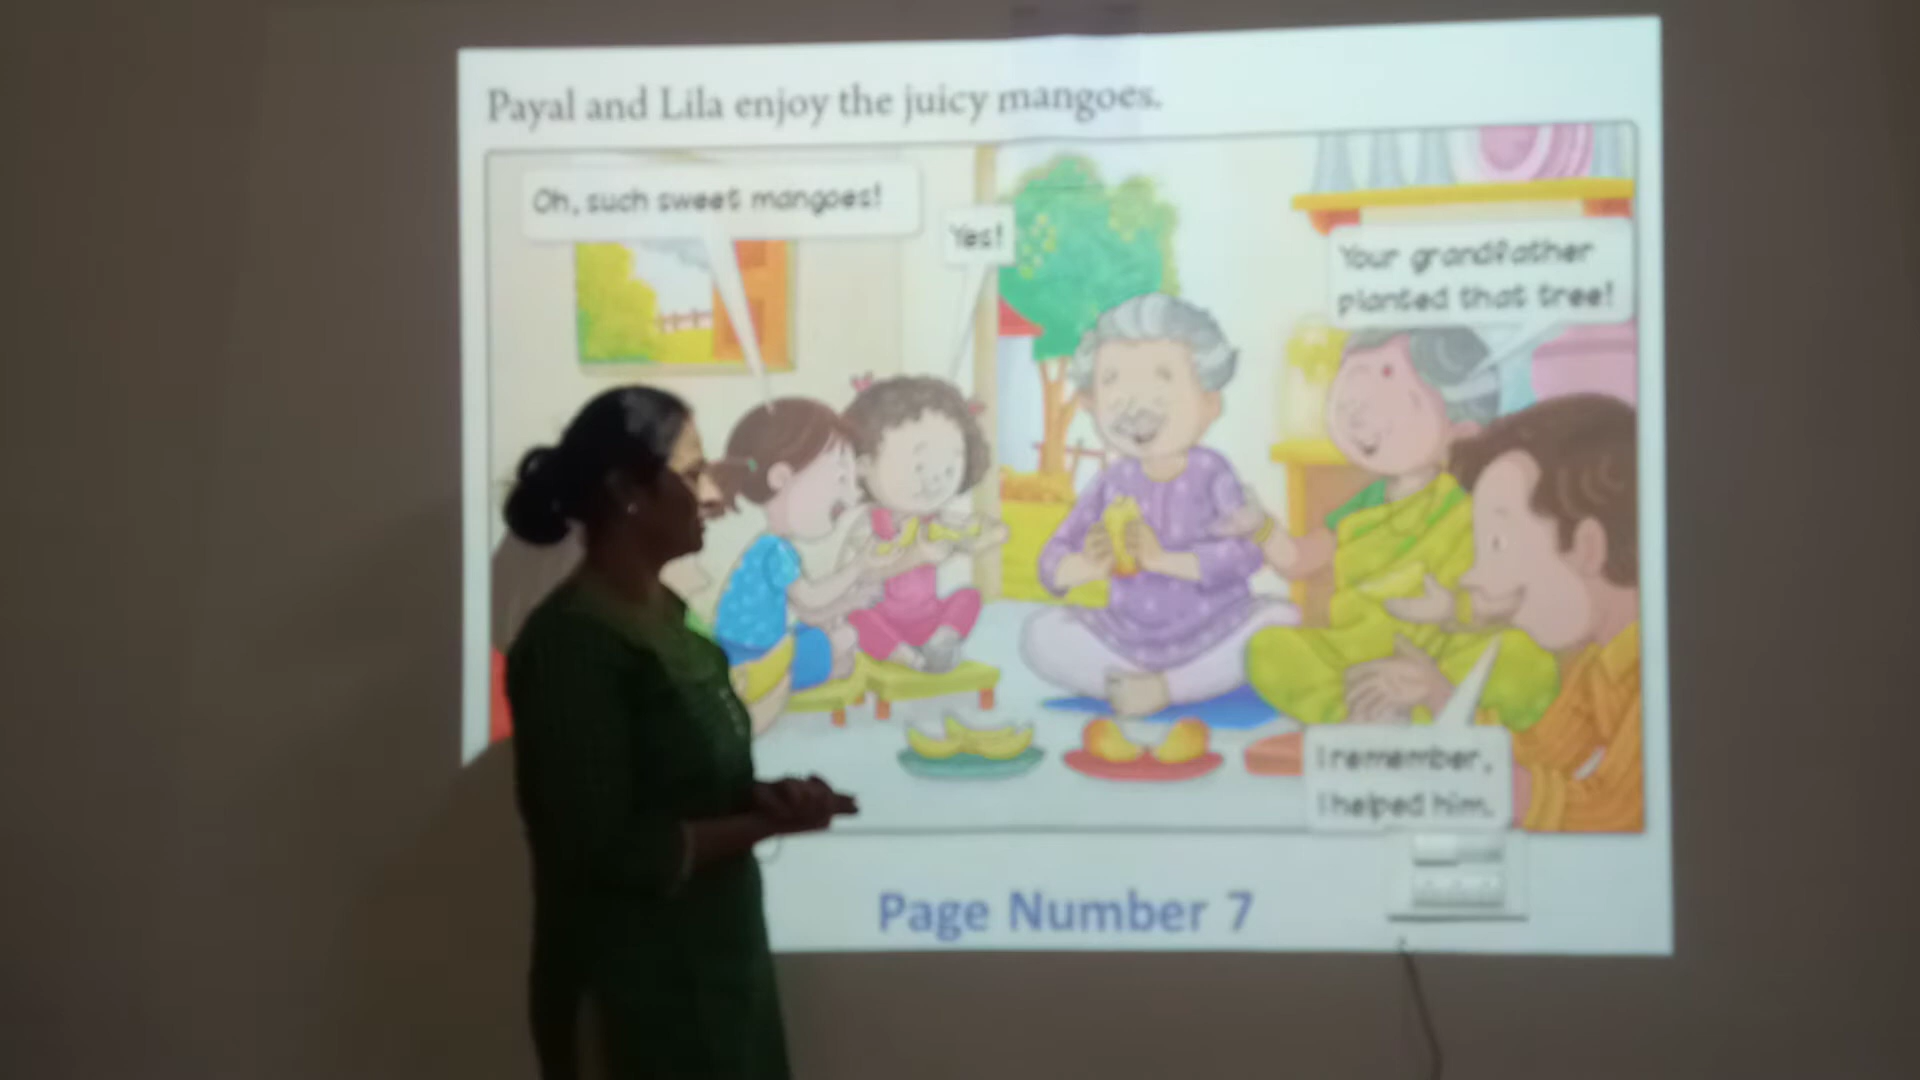 Payal and Lila enjoy the juicy mangoes.
Oh, such sweet mangoes!
Yes!
Your grandfather
planted that tree!
I remember,
I helped him.
Page Number 7